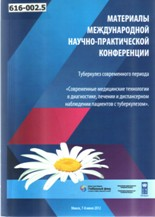 616-002.5
МАТЕРИАЛЫ
МЕЖДУНАРОДНОЙ
НАУЧНО-ПРАКТИЧЕСКОЙ
КОНФЕРЕНЦИИ
Туберкулез современного периода
«Современные медицинские технологии
в диагностике, лечении и диспансерном
наблюдении пациентов с туберкулезом».